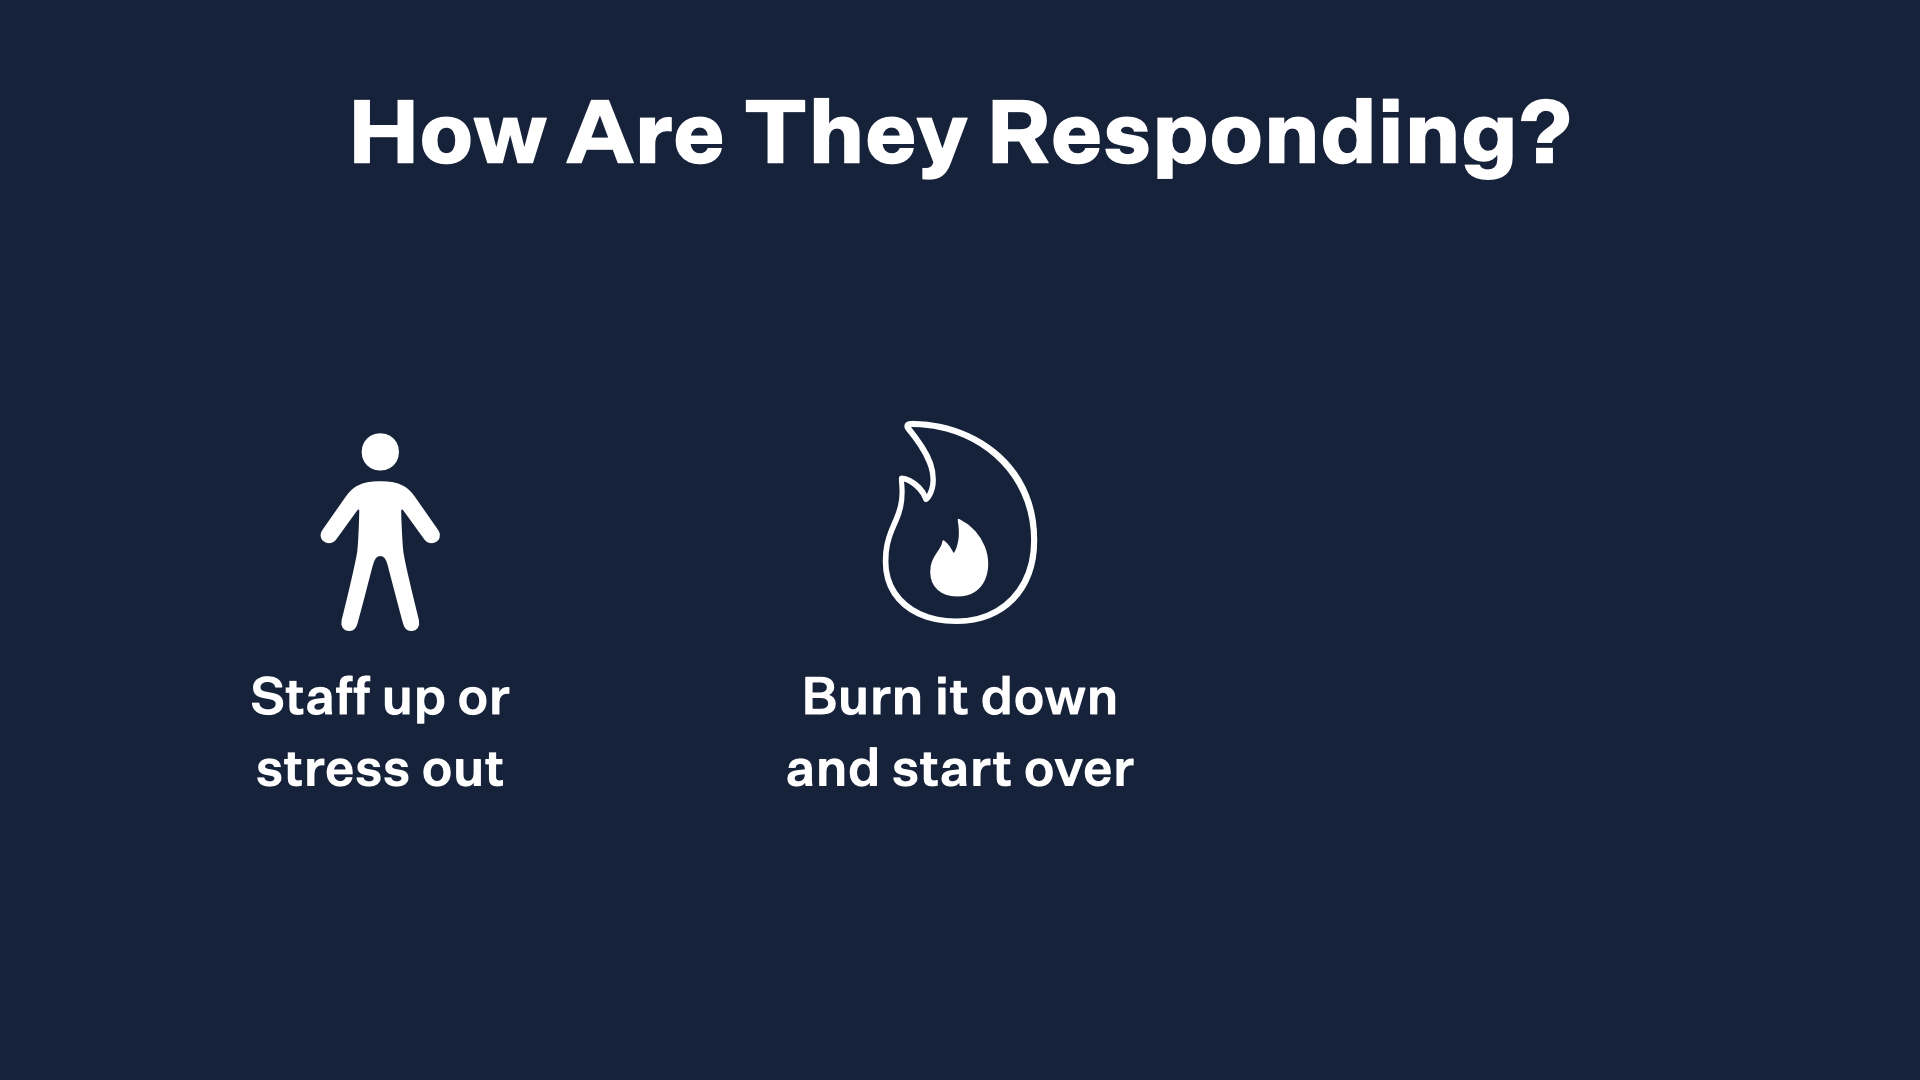 How Are They Responding?
Staff up or
stress out
Burn it down
and start over